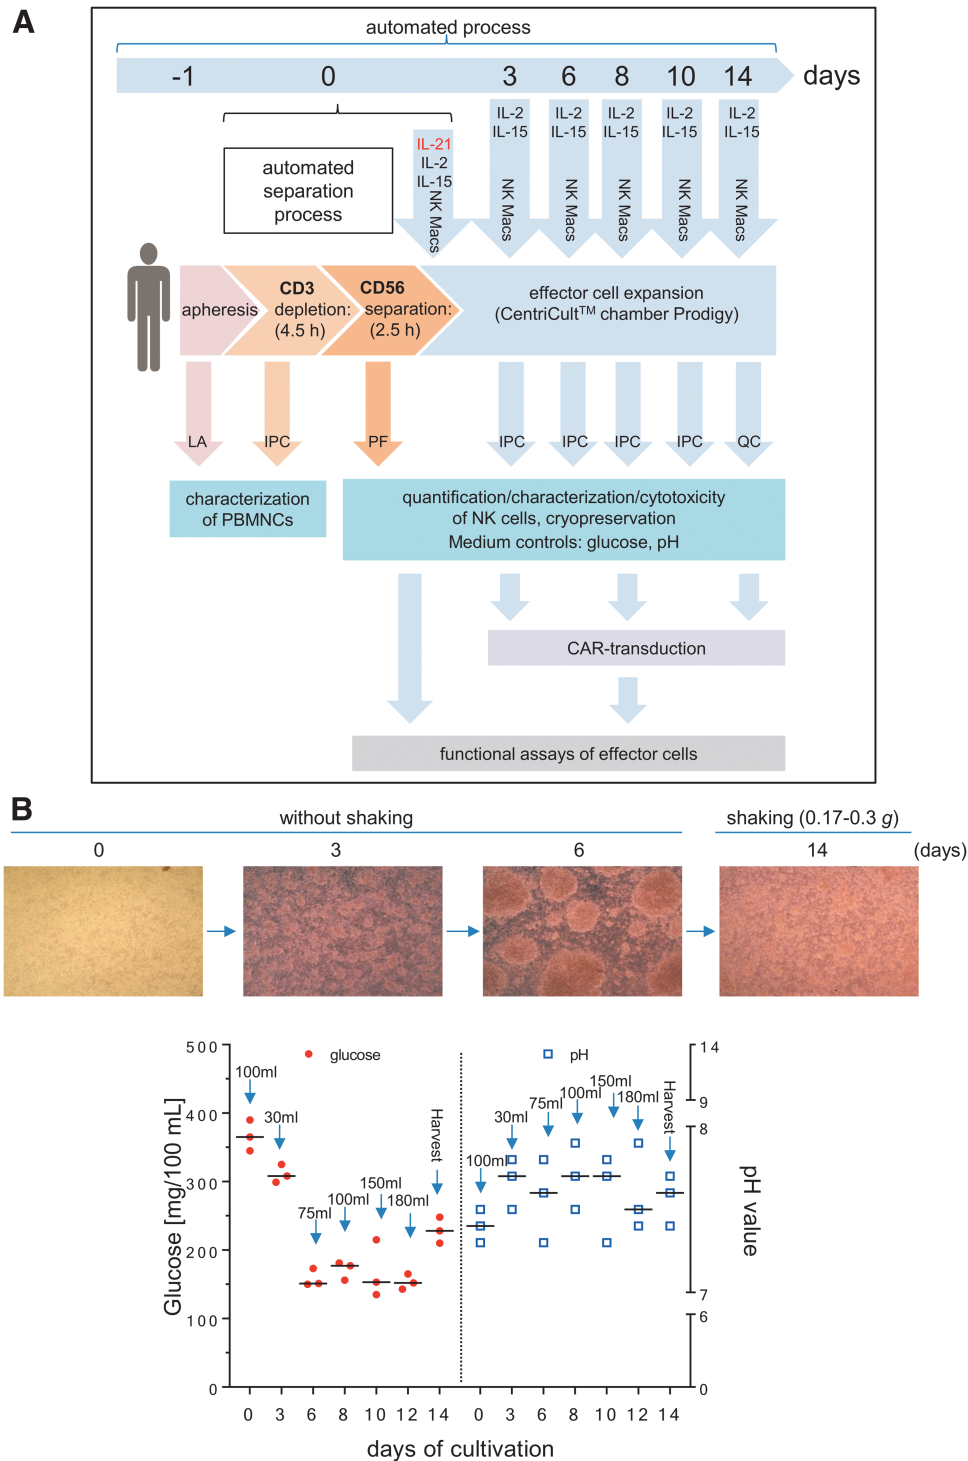 A
automated process
-1 0 3 6 8 10 14 days
IL-21
IL-2
IL-15
NK Macs
IL-2
IL-15
NK Macs
IL-2
IL-15
NK Macs
IL-2
IL-15
NK Macs
IL-2
IL-15
NK Macs
IL-2
IL-15
NK Macs
automated
separation
process
apheresis
CD3
depletion:
(4.5 h)
CD56
separation:
(2.5 h)
effector cell expansion
(CentriCult™ chamber Prodigy)
LA IPC PF IPC IPC IPC IPC QC
characterization
of PBMNCs
quantification/characterization/cytotoxicity
of NK cells, cryopreservation
Medium controls: glucose, pH
CAR-transduction
functional assays of effector cells
B
without shaking
shaking (0.17-0.3 g)
0 3 6 14 (days)
glucose
pH
500
400
300
200
100
0
Glucose [mg/100 mL]
100ml
30ml
75ml
100ml
150ml
180ml
Harvest
100ml
30ml
75ml
100ml
150ml
180ml
Harvest
14
9
8
7
6
0
pH value
0 3 6 8 10 12 14 0 3 6 8 10 12 14
days of cultivation